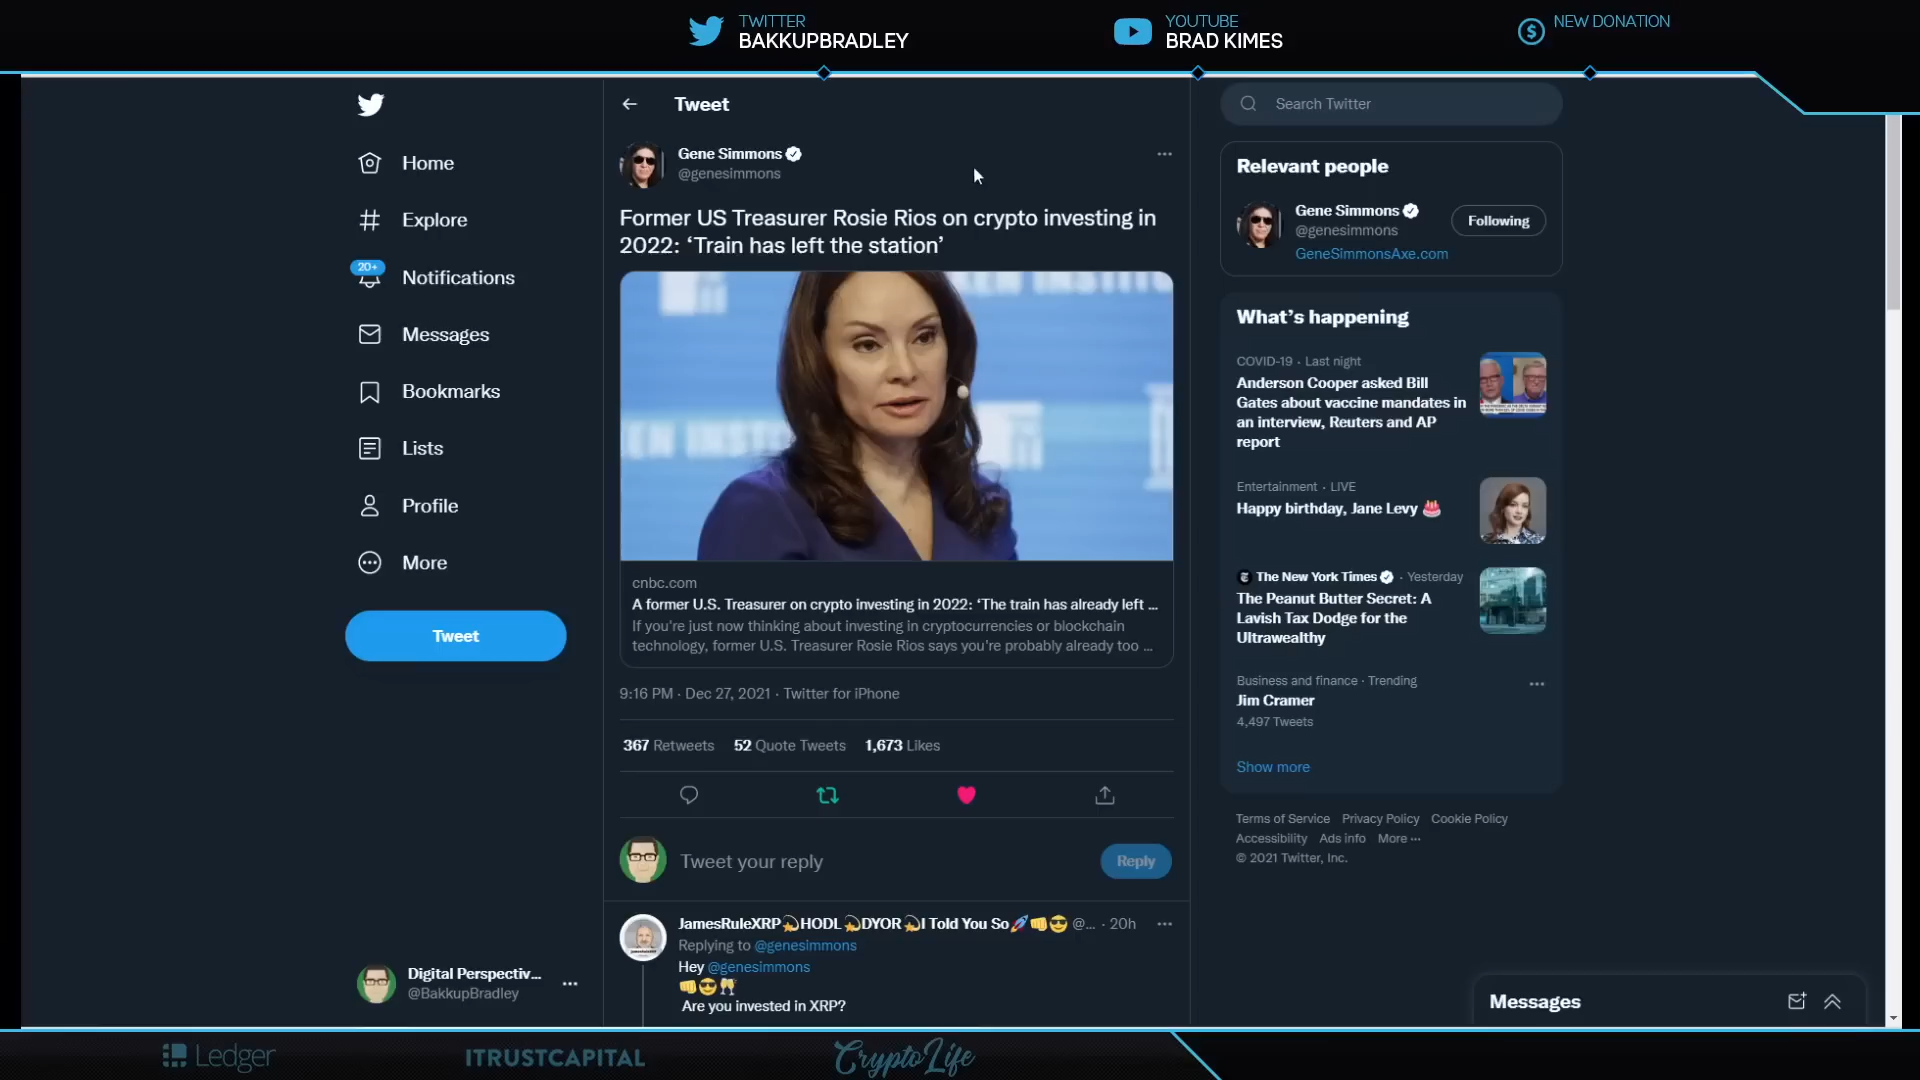 TWITTER
BAKKUPBRADLEY
YOUTUBE
BRAD KIMES
NEW DONATION
Home
Explore
20+
Notifications
Messages
Bookmarks
Lists
Profile
More
Tweet
Digital Perspectiv...
@BakkupBradley
Tweet
Gene Simmons
@genesimmons
Former US Treasurer Rosie Rios on crypto investing in
2022: ‘Train has left the station’
KEN INSTIT
KEN INSTI
cnbc.com
A former U.S. Treasurer on crypto investing in 2022: ‘The train has already left ...
If you're just now thinking about investing in cryptocurrencies or blockchain
technology, former U.S. Treasurer Rosie Rios says you're probably already too ...
9:16 PM · Dec 27, 2021 · Twitter for iPhone
367 Retweets 52 Quote Tweets 1,673 Likes
Tweet your reply
Reply
JamesRuleXRP💫HODL💫DYOR💫I Told You So🚀👊😎 @... · 20h
Replying to @genesimmons
Hey @genesimmons
👊😎🥂
Are you invested in XRP?
Search Twitter
Relevant people
Gene Simmons
@genesimmons
Following
GeneSimmonsAxe.com
What's happening
COVID-19 · Last night
Anderson Cooper asked Bill
Gates about vaccine mandates in
an interview, Reuters and AP
report
Entertainment · LIVE
Happy birthday, Jane Levy 🎂
The New York Times · Yesterday
The Peanut Butter Secret: A
Lavish Tax Dodge for the
Ultrawealthy
Business and finance · Trending
Jim Cramer
4,497 Tweets
Show more
Terms of Service Privacy Policy Cookie Policy
Accessibility Ads info More ···
© 2021 Twitter, Inc.
Messages
Ledger
ITRUSTCAPITAL
CryptoLife